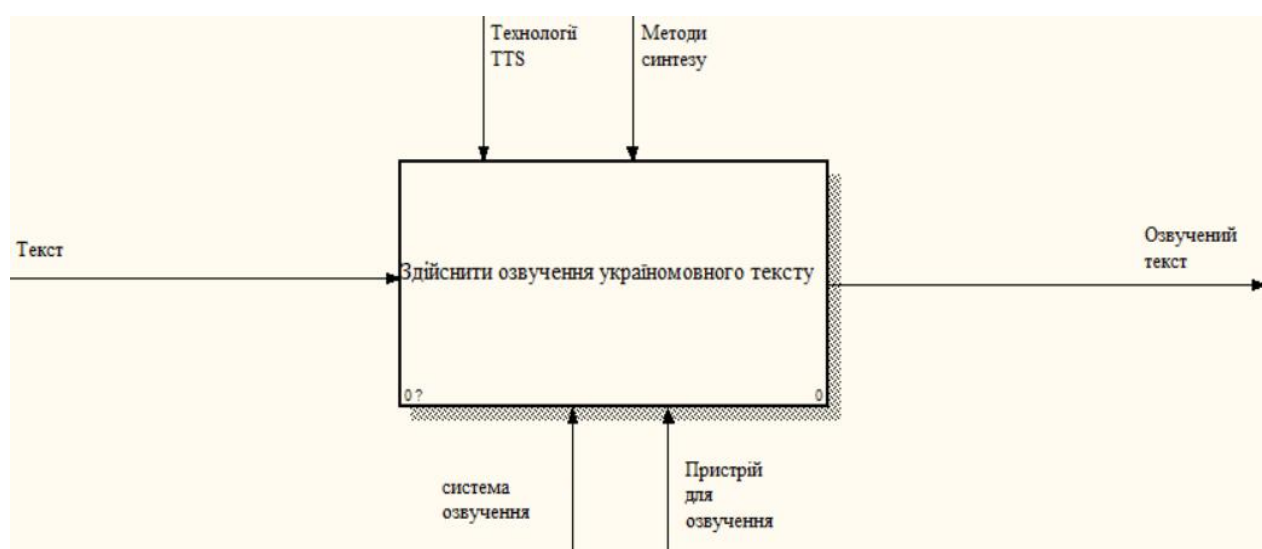 Технології
TTS
Методи
синтезу
Текст
Здійснити озвучення україномовного тексту
Озвучений
текст
0 ?
0
система
озвучення
Пристрій
для
озвучення